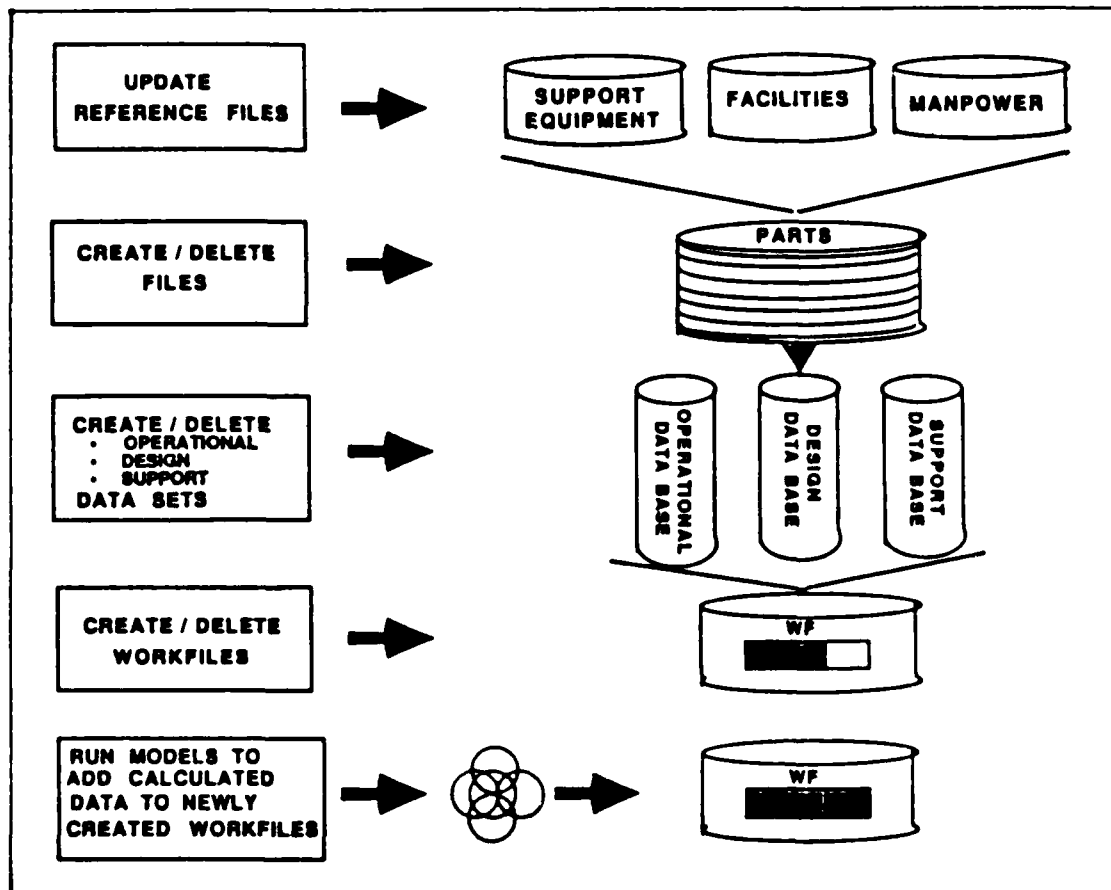 UPDATE
REFERENCE FILES
SUPPORT
EQUIPMENT
FACILITIES
MANPOWER
CREATE / DELETE
FILES
PARTS
CREATE / DELETE
• OPERATIONAL
• DESIGN
• SUPPORT
DATA SETS
OPERATIONAL
DATA BASE
DESIGN
DATA BASE
SUPPORT
DATA BASE
CREATE / DELETE
WORKFILES
WF
RUN MODELS TO
ADD CALCULATED
DATA TO NEWLY
CREATED WORKFILES
WF